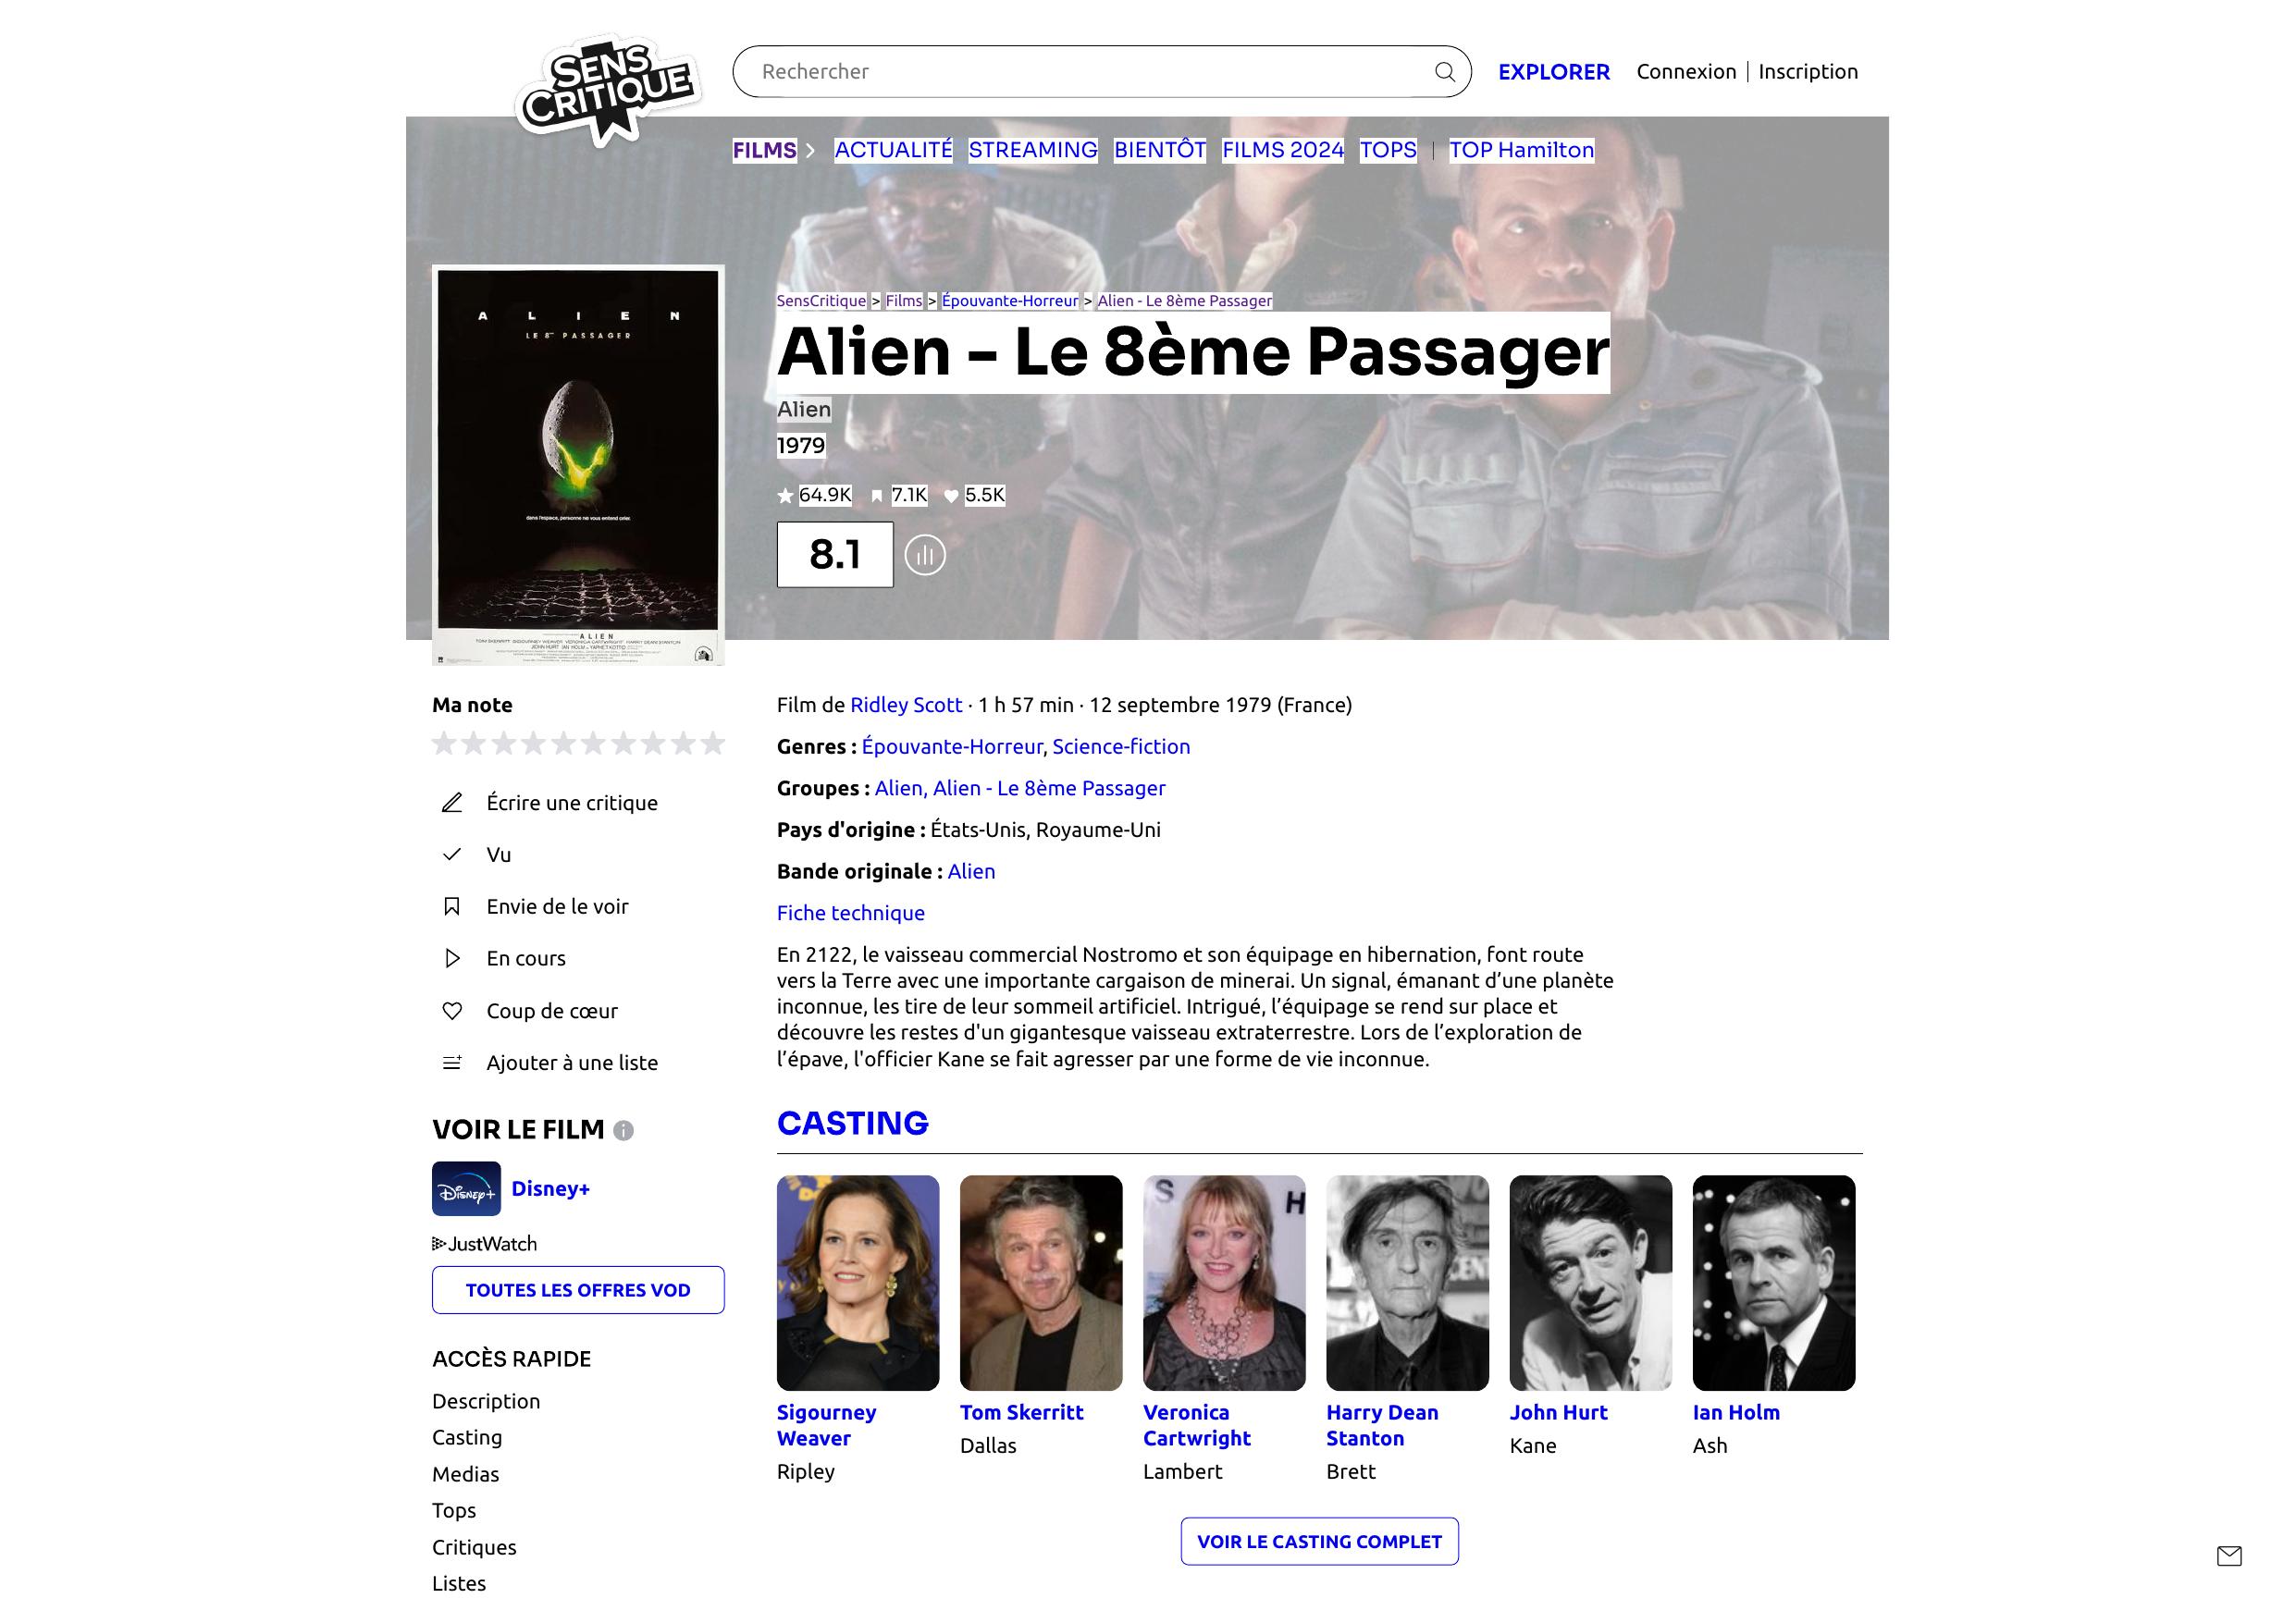 SENS
CRITIQUE
Rechercher
EXPLORER
Connexion | Inscription
FILMS
ACTUALITÉ
STREAMING
BIENTÔT
FILMS 2024
TOPS
TOP Hamilton
SensCritique > Films > Épouvante-Horreur > Alien - Le 8ème Passager
Alien - Le 8ème Passager
Alien
1979
64.9K
7.1K
5.5K
8.1
ALIEN
LE 8ME PASSAGER
dans l'espace, personne ne vous entend crier.
ALIEN
TOM SKERRITT SIGOURNEY WEAVER VERONICA CARTWRIGHT HARRY DEAN STANTON
JOHN HURT IAN HOLM YAPHET KOTTO
Ma note
Écrire une critique
Vu
Envie de le voir
En cours
Coup de cœur
Ajouter à une liste
VOIR LE FILM
Disney+
Disney+
JustWatch
TOUTES LES OFFRES VOD
ACCÈS RAPIDE
Description
Casting
Medias
Tops
Critiques
Listes
Film de Ridley Scott · 1 h 57 min · 12 septembre 1979 (France)
Genres : Épouvante-Horreur, Science-fiction
Groupes : Alien, Alien - Le 8ème Passager
Pays d'origine : États-Unis, Royaume-Uni
Bande originale : Alien
Fiche technique
En 2122, le vaisseau commercial Nostromo et son équipage en hibernation, font route
vers la Terre avec une importante cargaison de minerai. Un signal, émanant d’une planète
inconnue, les tire de leur sommeil artificiel. Intrigué, l’équipage se rend sur place et
découvre les restes d'un gigantesque vaisseau extraterrestre. Lors de l’exploration de
l’épave, l'officier Kane se fait agresser par une forme de vie inconnue.
CASTING
Sigourney
Weaver
Ripley
Tom Skerritt
Dallas
Veronica
Cartwright
Lambert
Harry Dean
Stanton
Brett
John Hurt
Kane
Ian Holm
Ash
VOIR LE CASTING COMPLET